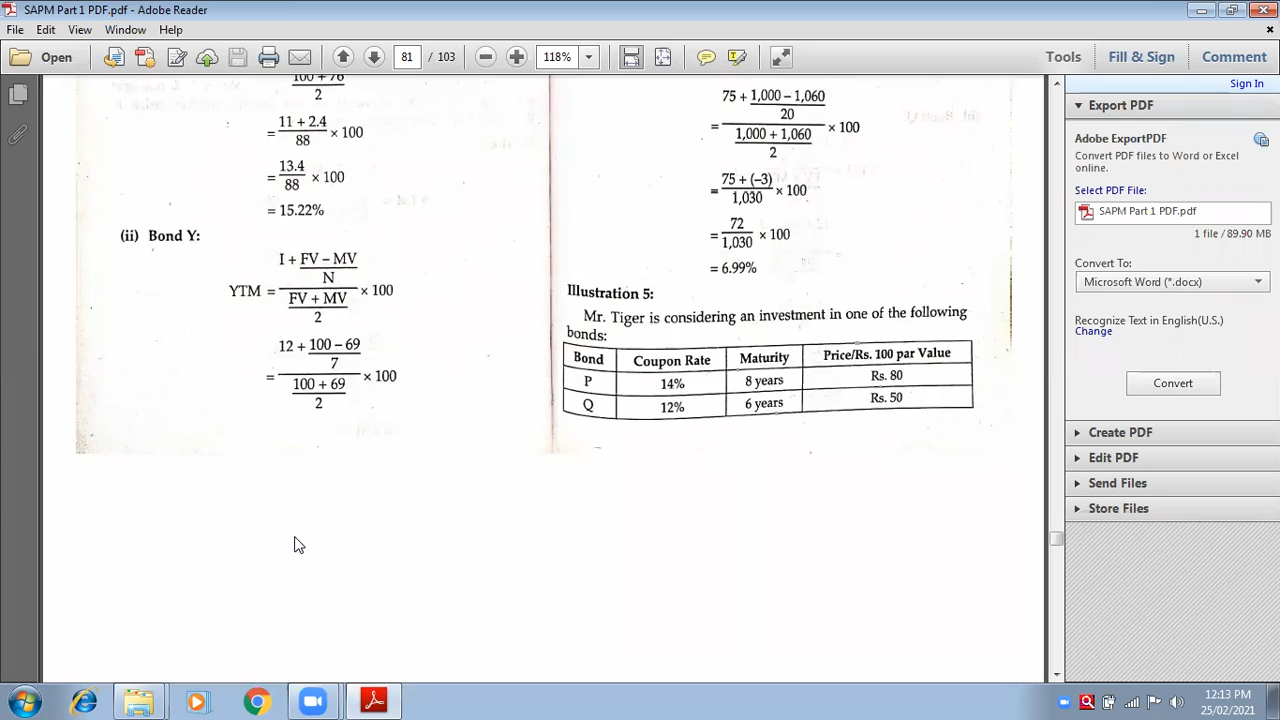 SAPM Part 1 PDF.pdf - Adobe Reader
File Edit View Window Help
Open 81 / 103 118% Tools Fill & Sign Comment
Sign In
100 + 76
2
= 11 + 2.4 / 88 × 100
= 13.4 / 88 × 100
= 15.22%
(ii) Bond Y:
YTM = I + FV – MV / N / FV + MV / 2 × 100
= 12 + 100 – 69 / 7 / 100 + 69 / 2 × 100
= 75 + 1,000 – 1,060 / 20 / 1,000 + 1,060 / 2 × 100
= 75 + (–3) / 1,030 × 100
= 72 / 1,030 × 100
= 6.99%
Illustration 5:
Mr. Tiger is considering an investment in one of the following
bonds:
Bond Coupon Rate Maturity Price/Rs. 100 par Value
P 14% 8 years Rs. 80
Q 12% 6 years Rs. 50
Export PDF
Adobe ExportPDF
Convert PDF files to Word or Excel
online.
Select PDF File:
SAPM Part 1 PDF.pdf
1 file / 89.90 MB
Convert To:
Microsoft Word (*.docx)
Recognize Text in English(U.S.)
Change
Convert
Create PDF
Edit PDF
Send Files
Store Files
12:13 PM
25/02/2021